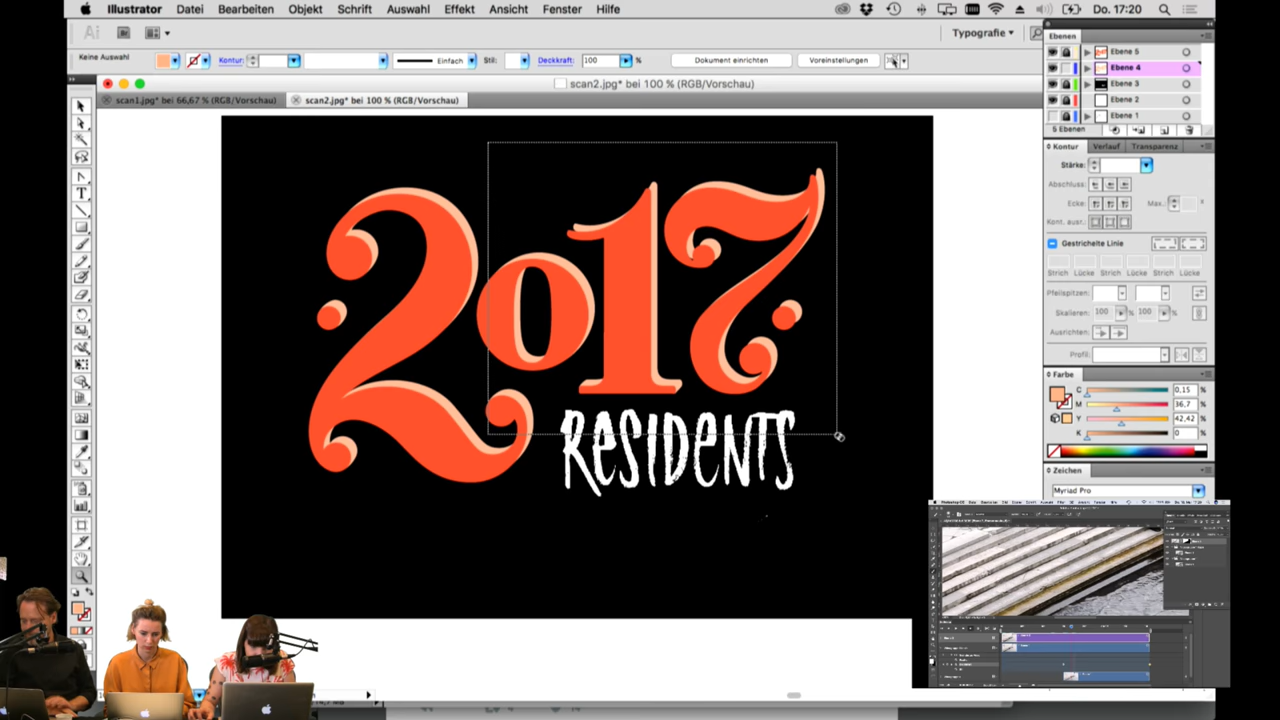 Illustrator Datei Bearbeiten Objekt Schrift Auswahl Effekt Ansicht Fenster Hilfe Do. 17:20
Ai Br Typografie
Keine Auswahl Kontur: Einfach Stil: Deckkraft: 100 % Dokument einrichten Voreinstellungen
scan2.jpg* bei 100 % (RGB/Vorschau)
scan1.jpg* bei 66,67 % (RGB/Vorschau) scan2.jpg* bei 100 % (RGB/Vorschau)
Ebenen
Ebene 5
Ebene 4
Ebene 3
Ebene 2
Ebene 1
5 Ebenen
Kontur Verlauf Transparenz
Stärke:
Abschluss:
Ecke: Max.: x
Kont. ausr.:
Gestrichelte Linie
Strich Lücke Strich Lücke Strich Lücke
Pfeilspitzen:
Skalieren: 100 % 100 %
Ausrichten:
Profil:
Farbe
C 0,15 %
M 36,7 %
Y 42,42 %
K 0 %
Zeichen
Myriad Pro
2017
RESIDENTS